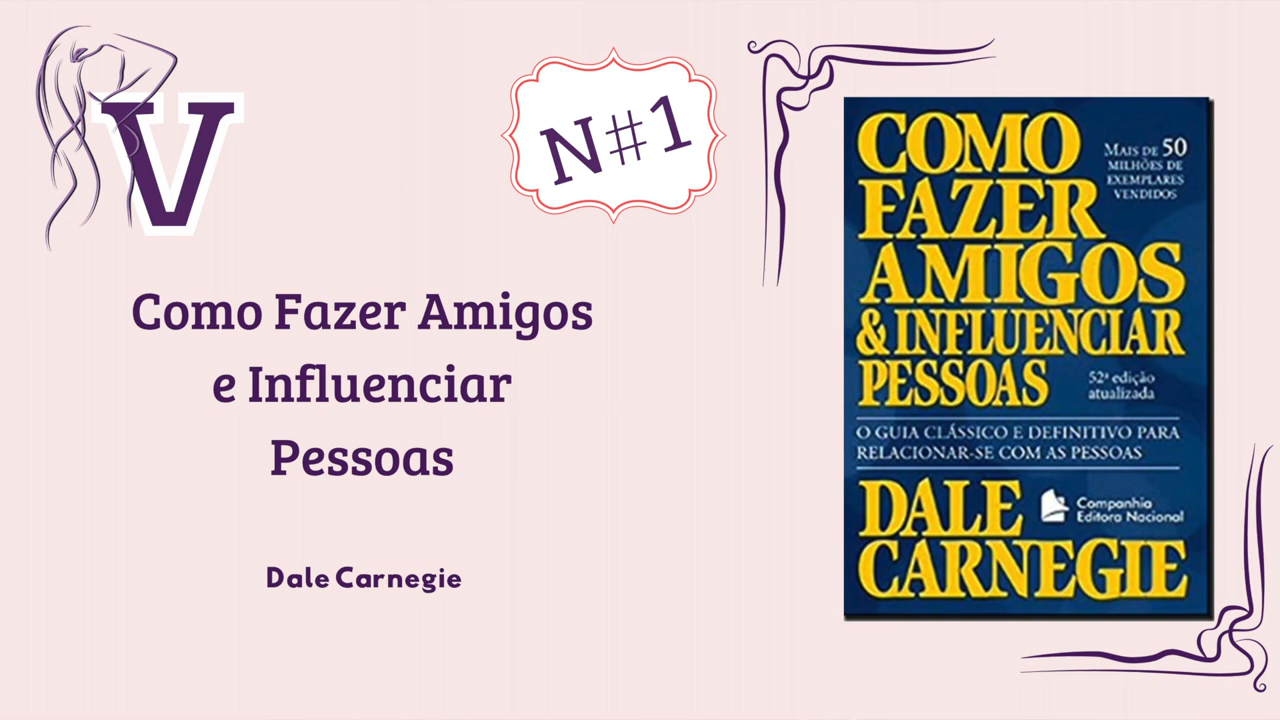 V
N#1
Como Fazer Amigos
e Influenciar
Pessoas
Dale Carnegie
COMO
FAZER
AMIGOS
& INFLUENCIAR
PESSOAS
MAIS DE 50
MILHÕES DE
EXEMPLARES
VENDIDOS
52ª edição
atualizada
O GUIA CLÁSSICO E DEFINITIVO PARA
RELACIONAR-SE COM AS PESSOAS
DALE
CARNEGIE
Companhia
Editora Nacional